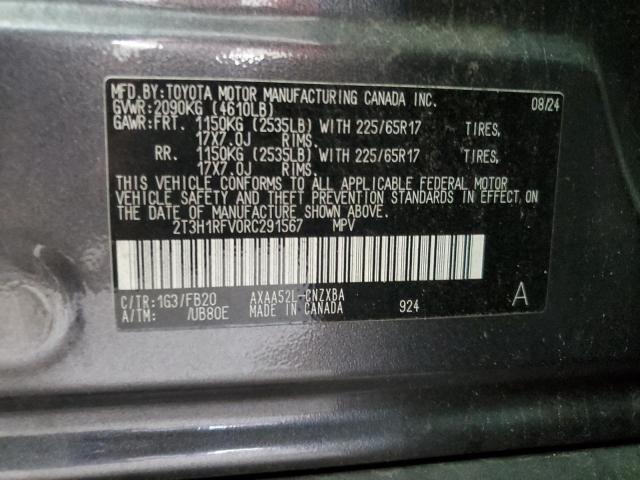 MFD.BY:TOYOTA MOTOR MANUFACTURING CANADA INC. 08/24
GVWR:2090KG (4610LB)
GAWR:FRT. 1150KG (2535LB) WITH 225/65R17 TIRES,
17X7.0J RIMS.
RR. 1150KG (2535LB) WITH 225/65R17 TIRES,
17X7.0J RIMS.
THIS VEHICLE CONFORMS TO ALL APPLICABLE FEDERAL MOTOR
VEHICLE SAFETY AND THEFT PREVENTION STANDARDS IN EFFECT
ON THE DATE OF MANUFACTURE SHOWN ABOVE.
2T3H1RFV0RC291567 MPV
C/TR:1G3/FB20 AXAA52L-CNZXBA A
A/TM: /UB80E MADE IN CANADA 924